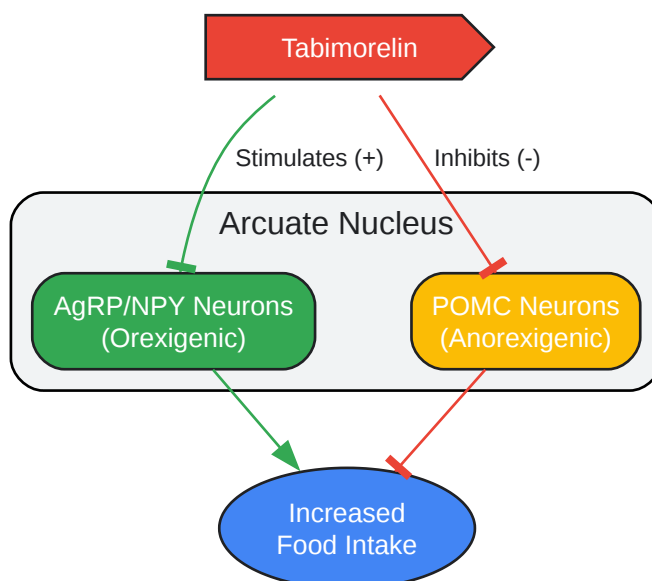 Tabimorelin
Stimulates (+)
Inhibits (-)
Arcuate Nucleus
AgRP/NPY Neurons
(Orexigenic)
POMC Neurons
(Anorexigenic)
Increased
Food Intake